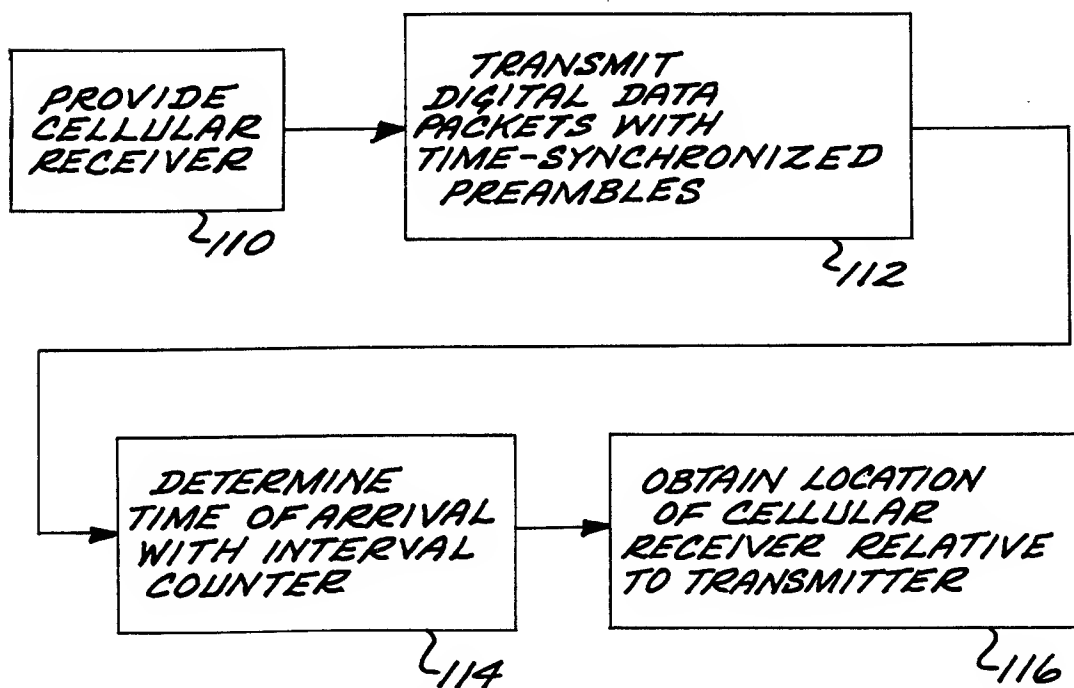 PROVIDE
CELLULAR
RECEIVER
110
TRANSMIT
DIGITAL DATA
PACKETS WITH
TIME-SYNCHRONIZED
PREAMBLES
112
DETERMINE
TIME OF ARRIVAL
WITH INTERVAL
COUNTER
114
OBTAIN LOCATION
OF CELLULAR
RECEIVER RELATIVE
TO TRANSMITTER
116